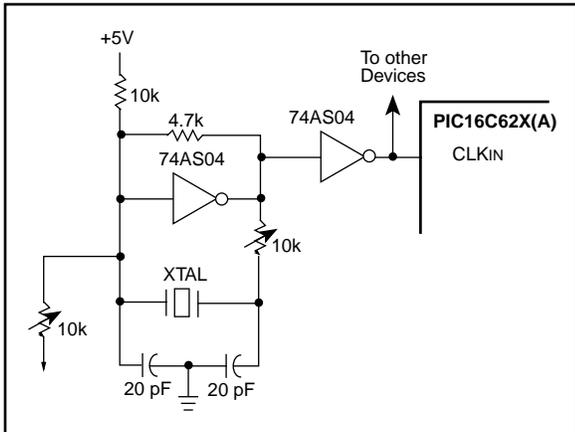 +5V
10k
4.7k
74AS04
74AS04
To other
Devices
PIC16C62X(A)
CLKIN
10k
XTAL
10k
20 pF
20 pF